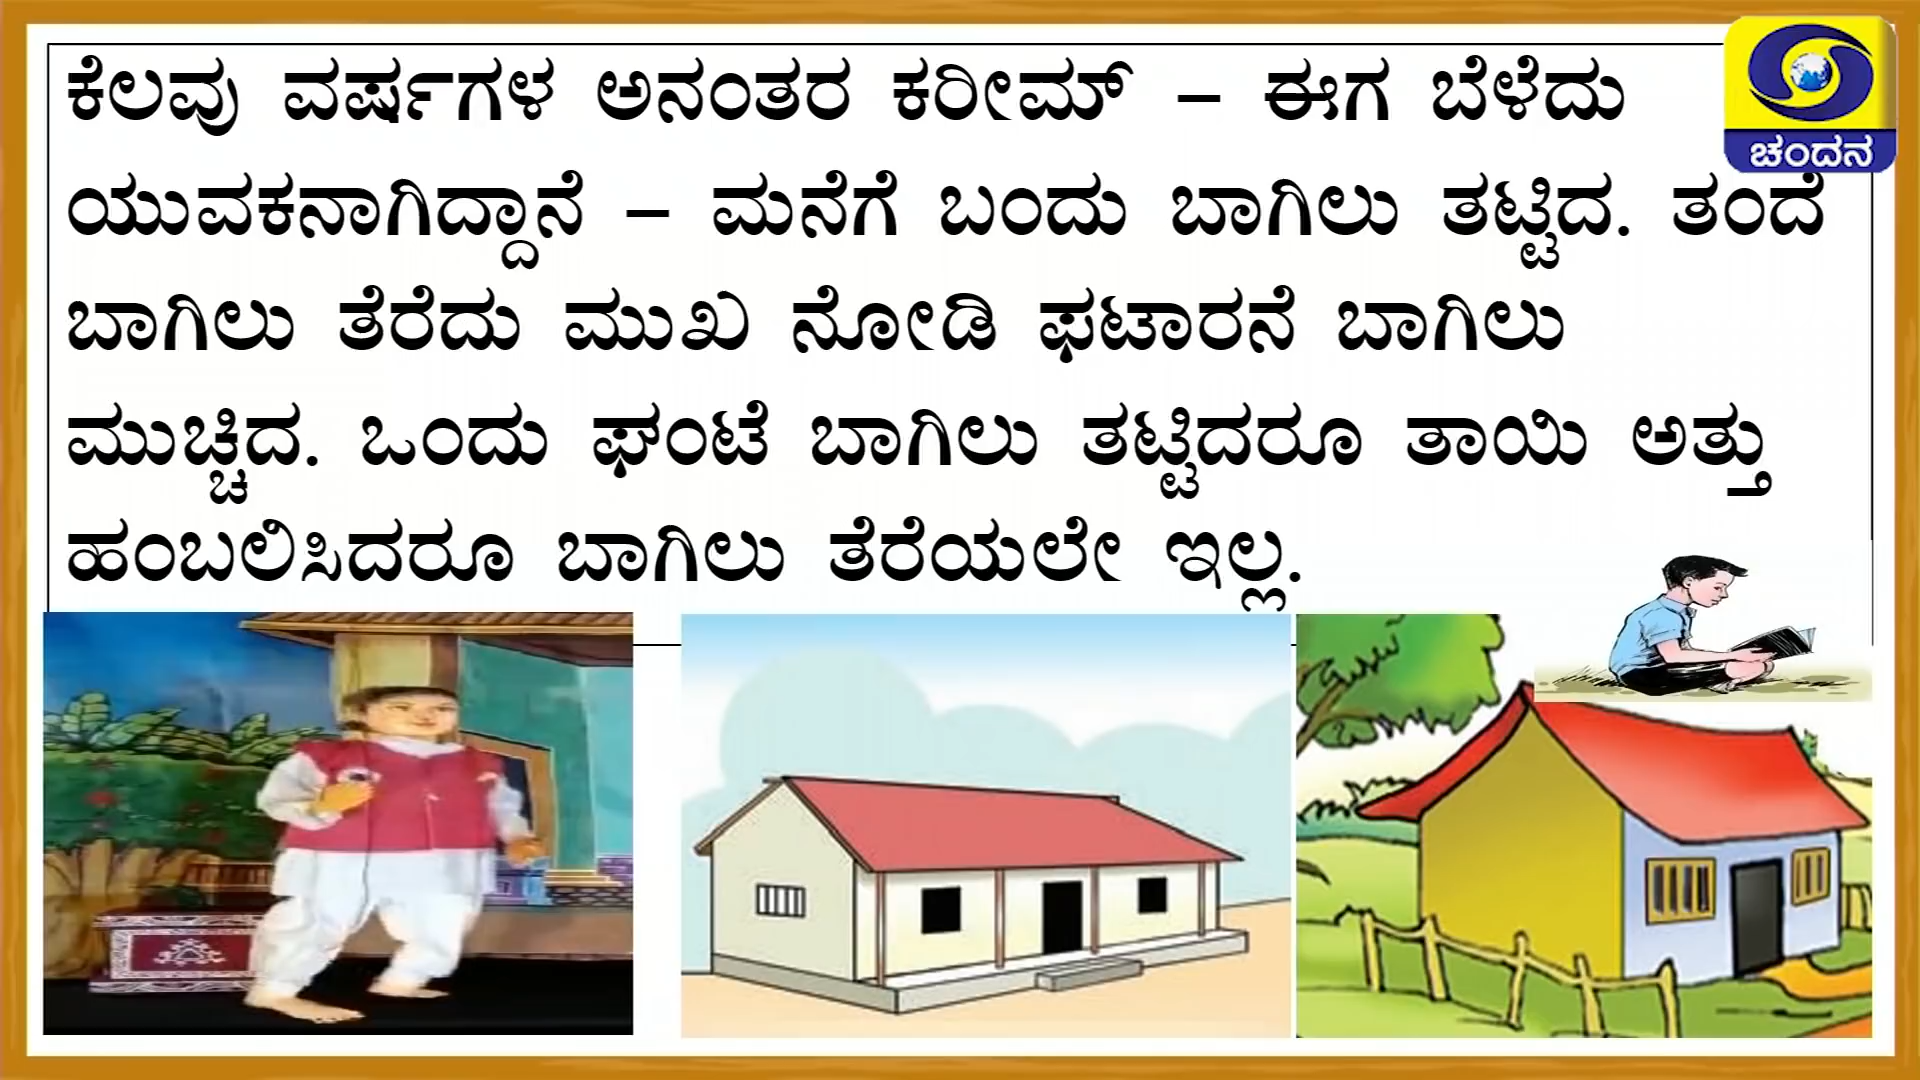 ಕೆಲವು ವರ್ಷಗಳ ಅನಂತರ ಕರೀಮ್ – ಈಗ ಬೆಳೆದು
ಯುವಕನಾಗಿದ್ದಾನೆ – ಮನೆಗೆ ಬಂದು ಬಾಗಿಲು ತಟ್ಟಿದ. ತಂದೆ
ಬಾಗಿಲು ತೆರೆದು ಮುಖ ನೋಡಿ ಫಟಾರನೆ ಬಾಗಿಲು
ಮುಚ್ಚಿದ. ಒಂದು ಘಂಟೆ ಬಾಗಿಲು ತಟ್ಟಿದರೂ ತಾಯಿ ಅತ್ತು
ಹಂಬಲಿಸಿದರೂ ಬಾಗಿಲು ತೆರೆಯಲೇ ಇಲ್ಲ.
ಚಂದನ